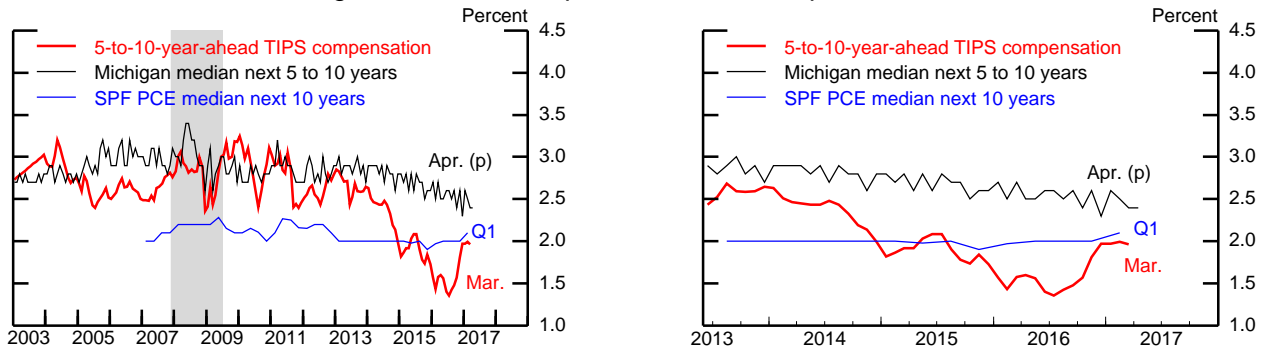 Percent
4.5
4.0
3.5
3.0
2.5
2.0
1.5
1.0
5-to-10-year-ahead TIPS compensation
Michigan median next 5 to 10 years
SPF PCE median next 10 years
Apr. (p)
Q1
Mar.
2003 2005 2007 2009 2011 2013 2015 2017
Percent
4.5
4.0
3.5
3.0
2.5
2.0
1.5
1.0
5-to-10-year-ahead TIPS compensation
Michigan median next 5 to 10 years
SPF PCE median next 10 years
Apr. (p)
Q1
Mar.
2013 2014 2015 2016 2017